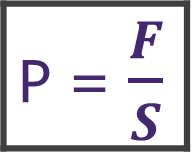 P = F/S